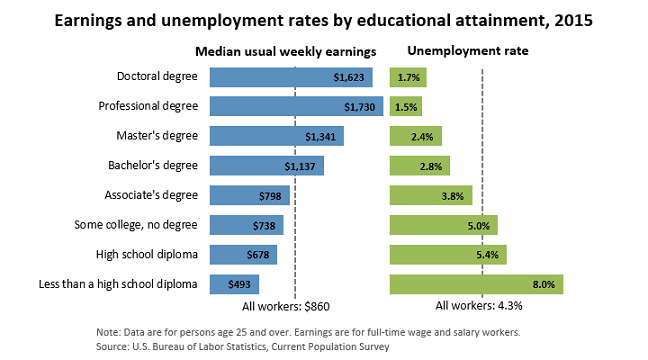 Earnings and unemployment rates by educational attainment, 2015
Median usual weekly earnings
Unemployment rate
Doctoral degree $1,623 1.7%
Professional degree $1,730 1.5%
Master's degree $1,341 2.4%
Bachelor's degree $1,137 2.8%
Associate's degree $798 3.8%
Some college, no degree $738 5.0%
High school diploma $678 5.4%
Less than a high school diploma $493 8.0%
All workers: $860 All workers: 4.3%
Note: Data are for persons age 25 and over. Earnings are for full-time wage and salary workers.
Source: U.S. Bureau of Labor Statistics, Current Population Survey